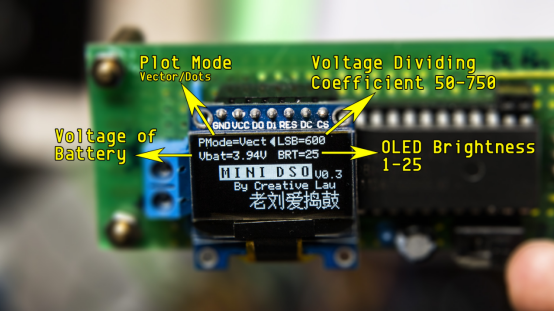 Plot Mode
Vector/Dots
Voltage Dividing
Coefficient 50-750
GND VCC D0 D1 RES DC CS
Voltage of
Battery
PMode=Vect LSB=600
Vbat=3.94V BRT=25
OLED Brightness
1-25
MINI DSO V0.3
By Creative Lau
老刘爱捣鼓